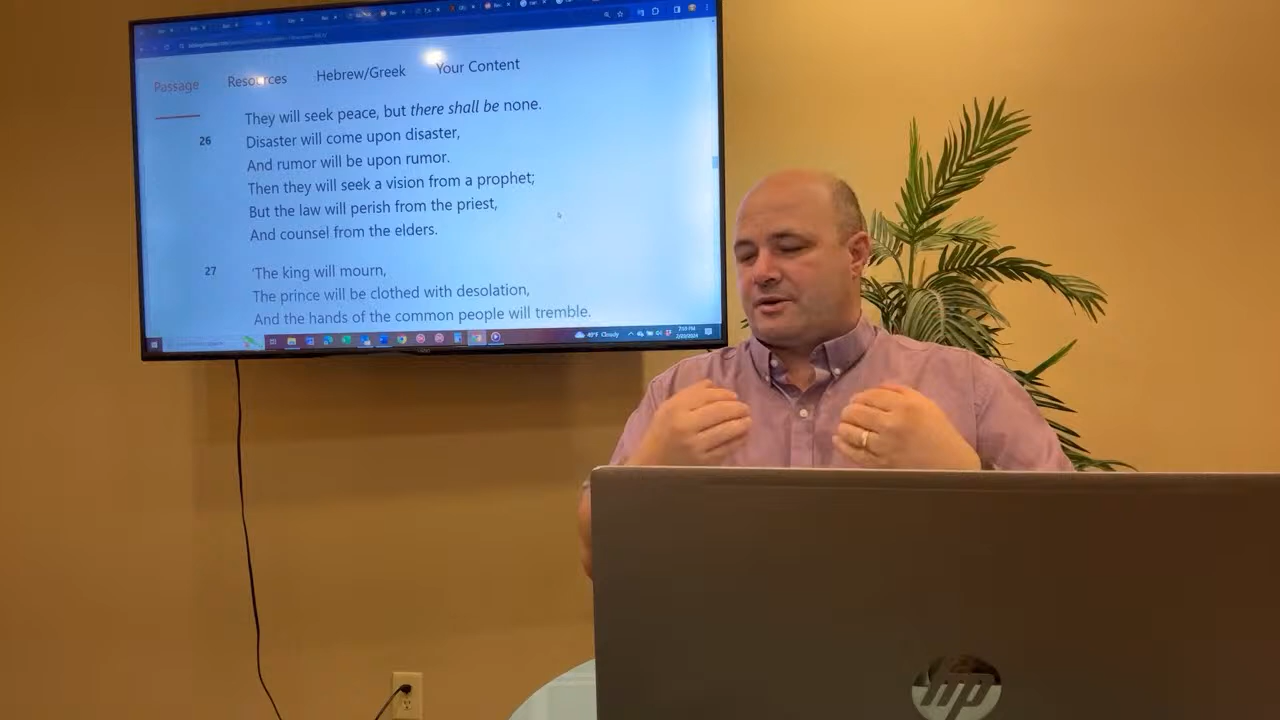 Passage Resources Hebrew/Greek Your Content
They will seek peace, but there shall be none.
26 Disaster will come upon disaster,
And rumor will be upon rumor.
Then they will seek a vision from a prophet;
But the law will perish from the priest,
And counsel from the elders.
27 ‘The king will mourn,
The prince will be clothed with desolation,
And the hands of the common people will tremble.
Cloudy
hp